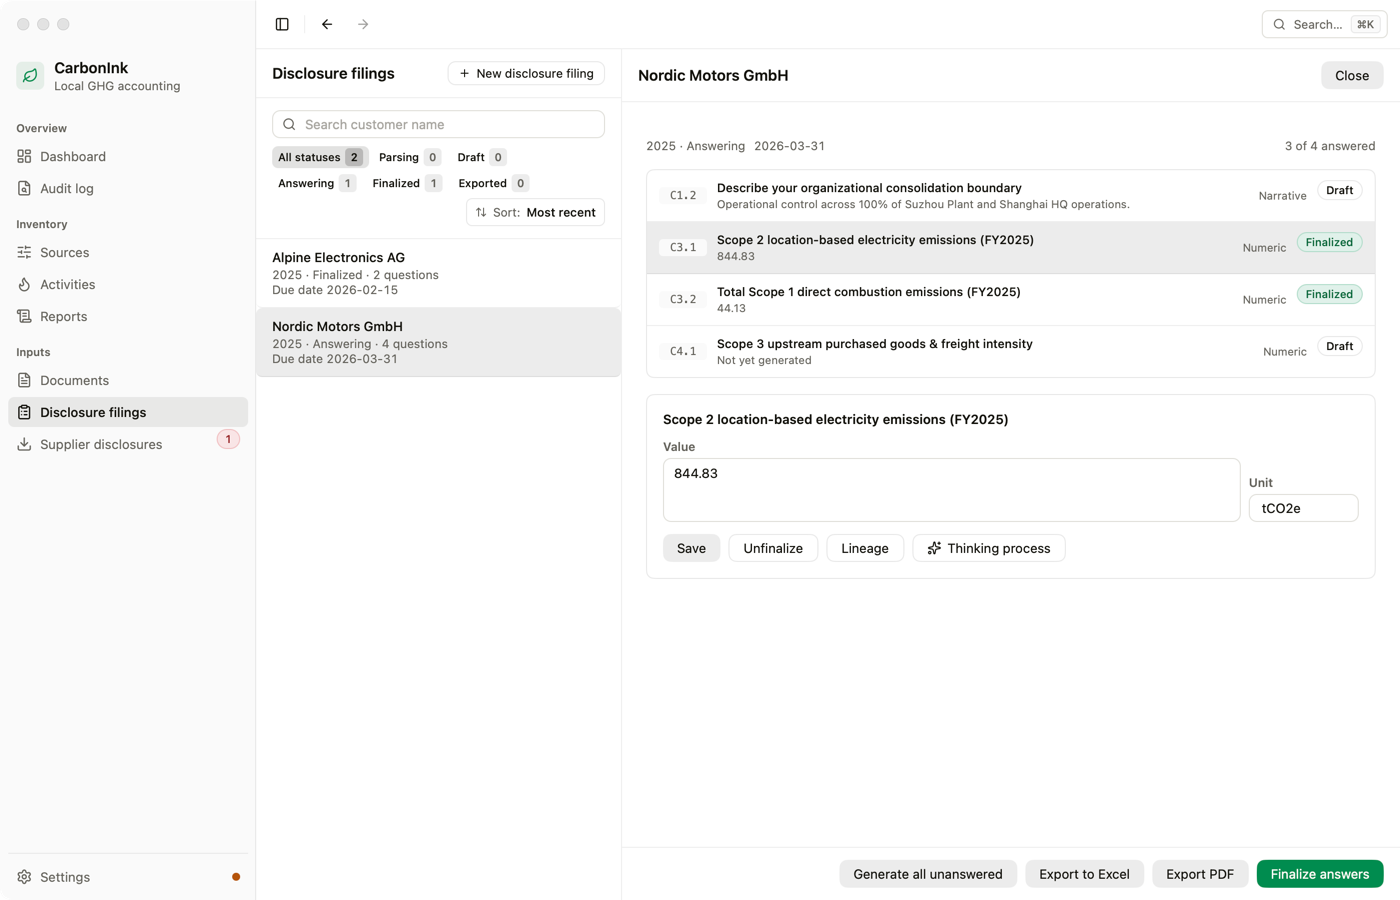 CarbonInk
Local GHG accounting
Overview
Dashboard
Audit log
Inventory
Sources
Activities
Reports
Inputs
Documents
Disclosure filings
Supplier disclosures 1
Settings
Search... ⌘K
Disclosure filings
+ New disclosure filing
Search customer name
All statuses 2 Parsing 0 Draft 0
Answering 1 Finalized 1 Exported 0
Sort: Most recent
Alpine Electronics AG
2025 · Finalized · 2 questions
Due date 2026-02-15
Nordic Motors GmbH
2025 · Answering · 4 questions
Due date 2026-03-31
Nordic Motors GmbH
Close
2025 · Answering 2026-03-31 3 of 4 answered
C1.2 Describe your organizational consolidation boundary Narrative Draft
Operational control across 100% of Suzhou Plant and Shanghai HQ operations.
C3.1 Scope 2 location-based electricity emissions (FY2025) Numeric Finalized
844.83
C3.2 Total Scope 1 direct combustion emissions (FY2025) Numeric Finalized
44.13
C4.1 Scope 3 upstream purchased goods & freight intensity Numeric Draft
Not yet generated
Scope 2 location-based electricity emissions (FY2025)
Value
844.83
Unit
tCO2e
Save Unfinalize Lineage Thinking process
Generate all unanswered Export to Excel Export PDF Finalize answers